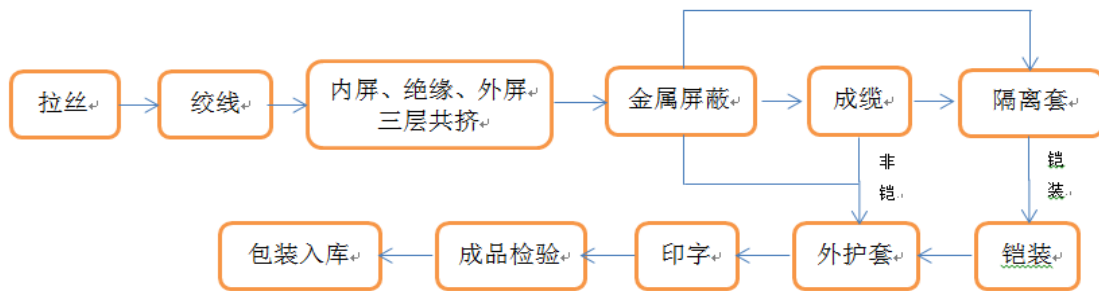 拉丝
绞线
内屏、绝缘、外屏
三层共挤
金属屏蔽
成缆
隔离套
非
铠
铠
装
包装入库
成品检验
印字
外护套
铠装